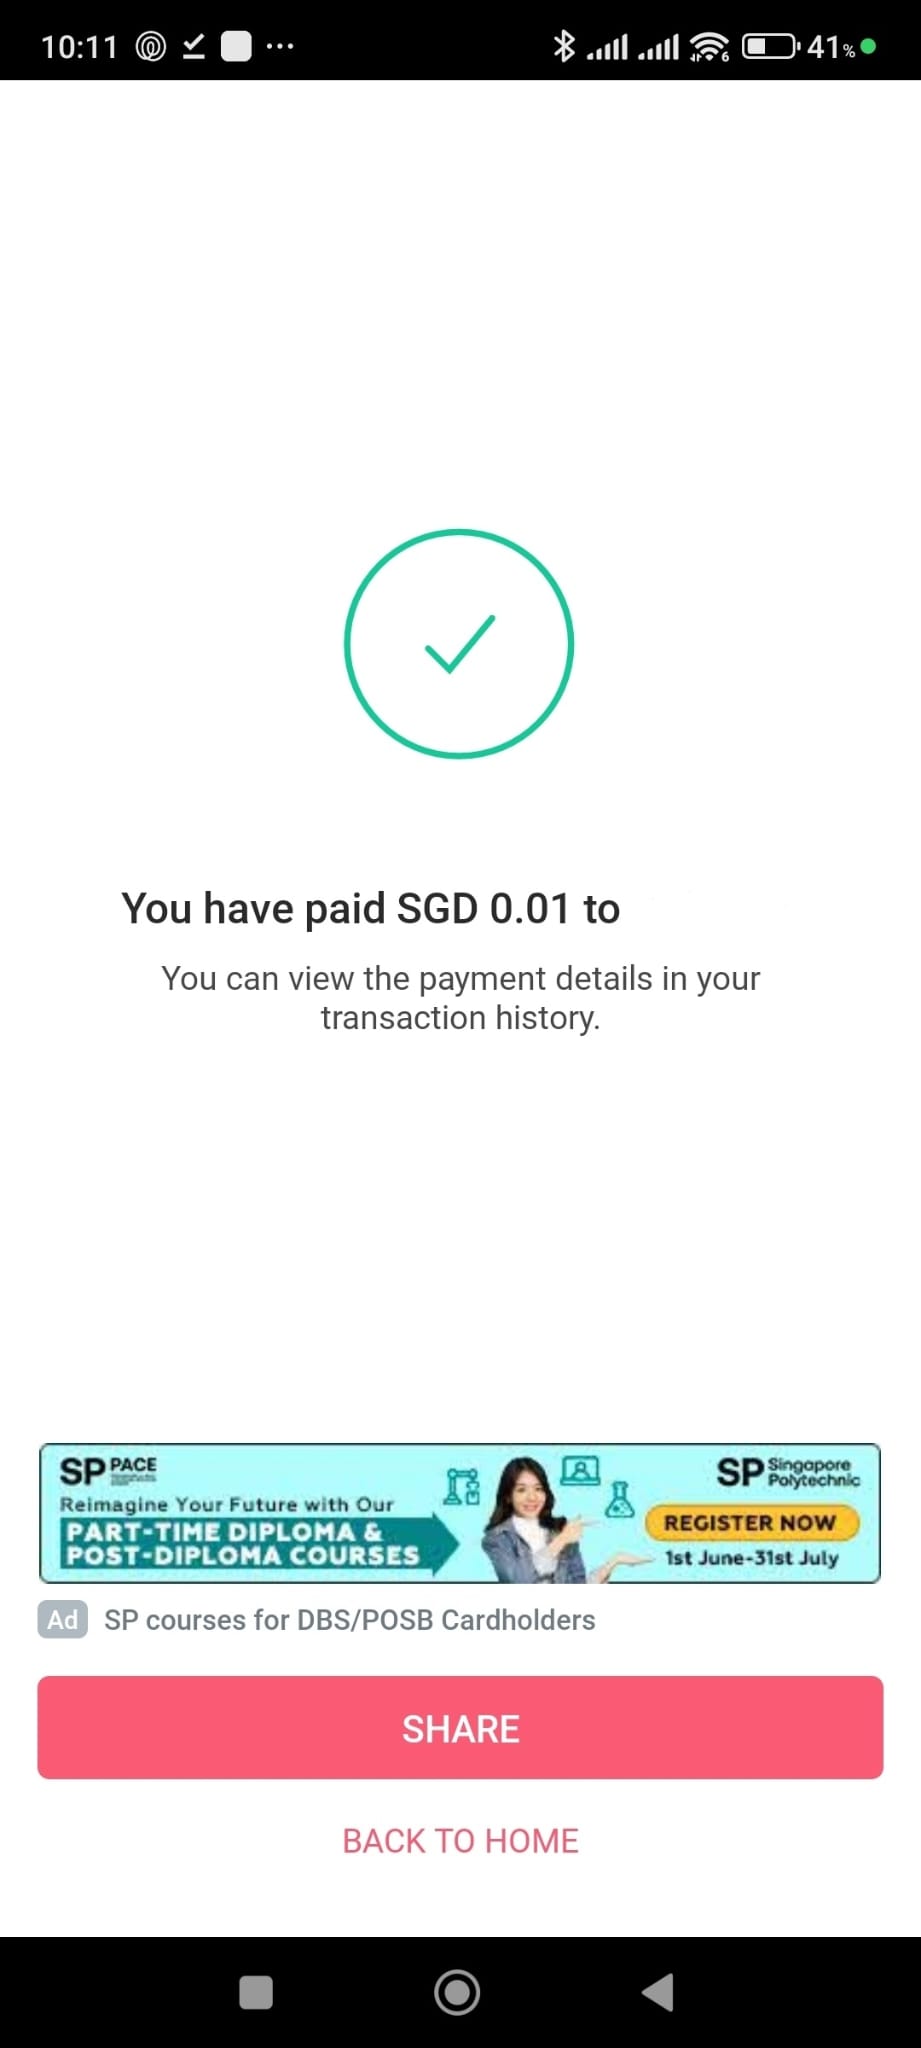 10:11
41%
You have paid SGD 0.01 to
You can view the payment details in your
transaction history.
SP PACE
Reimagine Your Future with Our
PART-TIME DIPLOMA &
POST-DIPLOMA COURSES
SP Singapore
Polytechnic
REGISTER NOW
1st June-31st July
Ad SP courses for DBS/POSB Cardholders
SHARE
BACK TO HOME